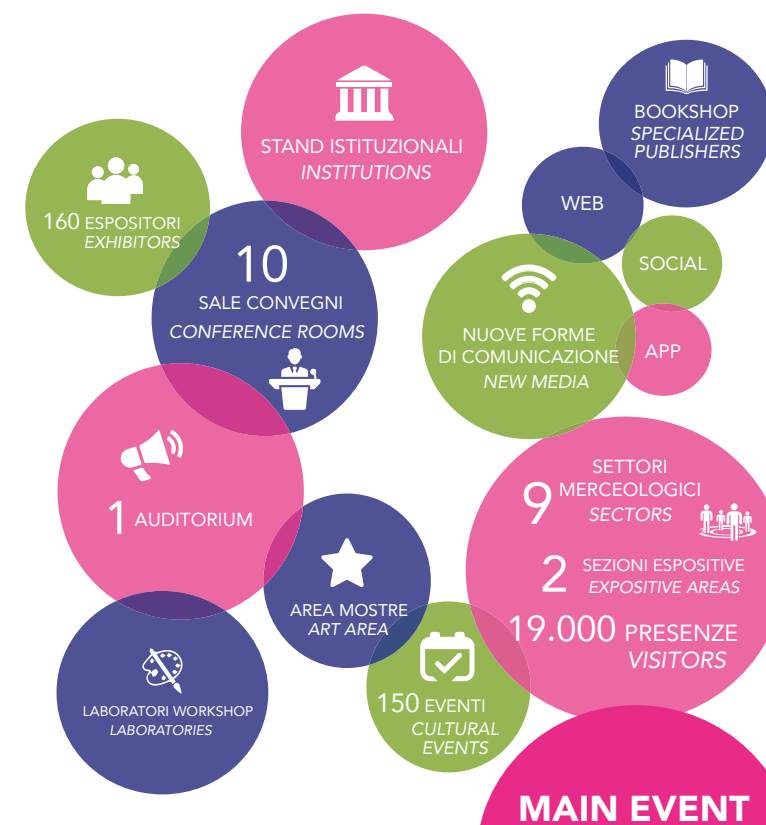 STAND ISTITUZIONALI
INSTITUTIONS
BOOKSHOP
SPECIALIZED
PUBLISHERS
160 ESPOSITORI
EXHIBITORS
WEB
10
SALE CONVEGNI
CONFERENCE ROOMS
SOCIAL
NUOVE FORME
DI COMUNICAZIONE
NEW MEDIA
APP
1 AUDITORIUM
9 SETTORI
MERCEOLOGICI
SECTORS
2 SEZIONI ESPOSITIVE
EXPOSITIVE AREAS
19.000 PRESENZE
VISITORS
AREA MOSTRE
ART AREA
LABORATORI WORKSHOP
LABORATORIES
150 EVENTI
CULTURAL
EVENTS
MAIN EVENT